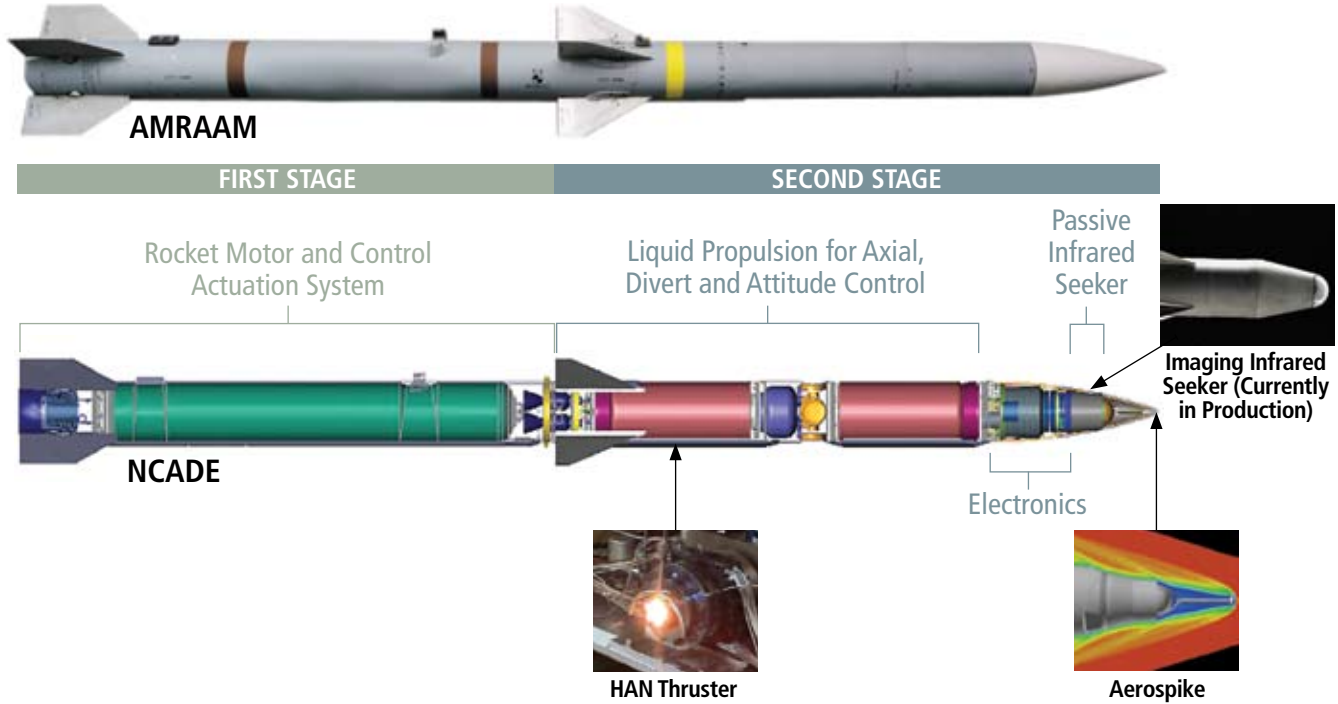 AMRAAM
FIRST STAGE
SECOND STAGE
Rocket Motor and Control
Actuation System
Liquid Propulsion for Axial,
Divert and Attitude Control
Passive
Infrared
Seeker
Imaging Infrared
Seeker (Currently
in Production)
NCADE
Electronics
HAN Thruster
Aerospike